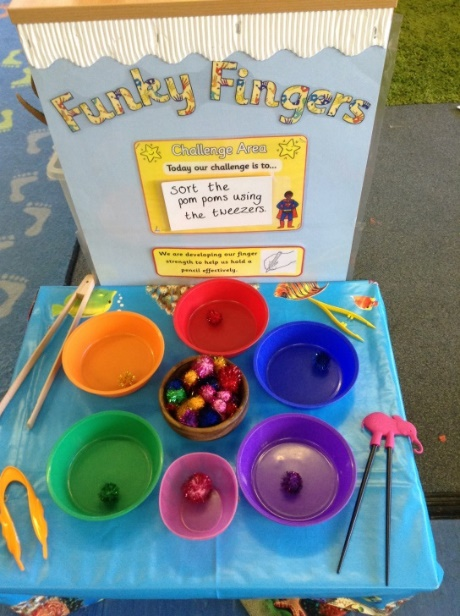 Funky Fingers
Challenge Area
Today our challenge is to...
Sort the
pom poms using
the tweezers.
We are developing our finger
strength to help us hold a
pencil effectively.